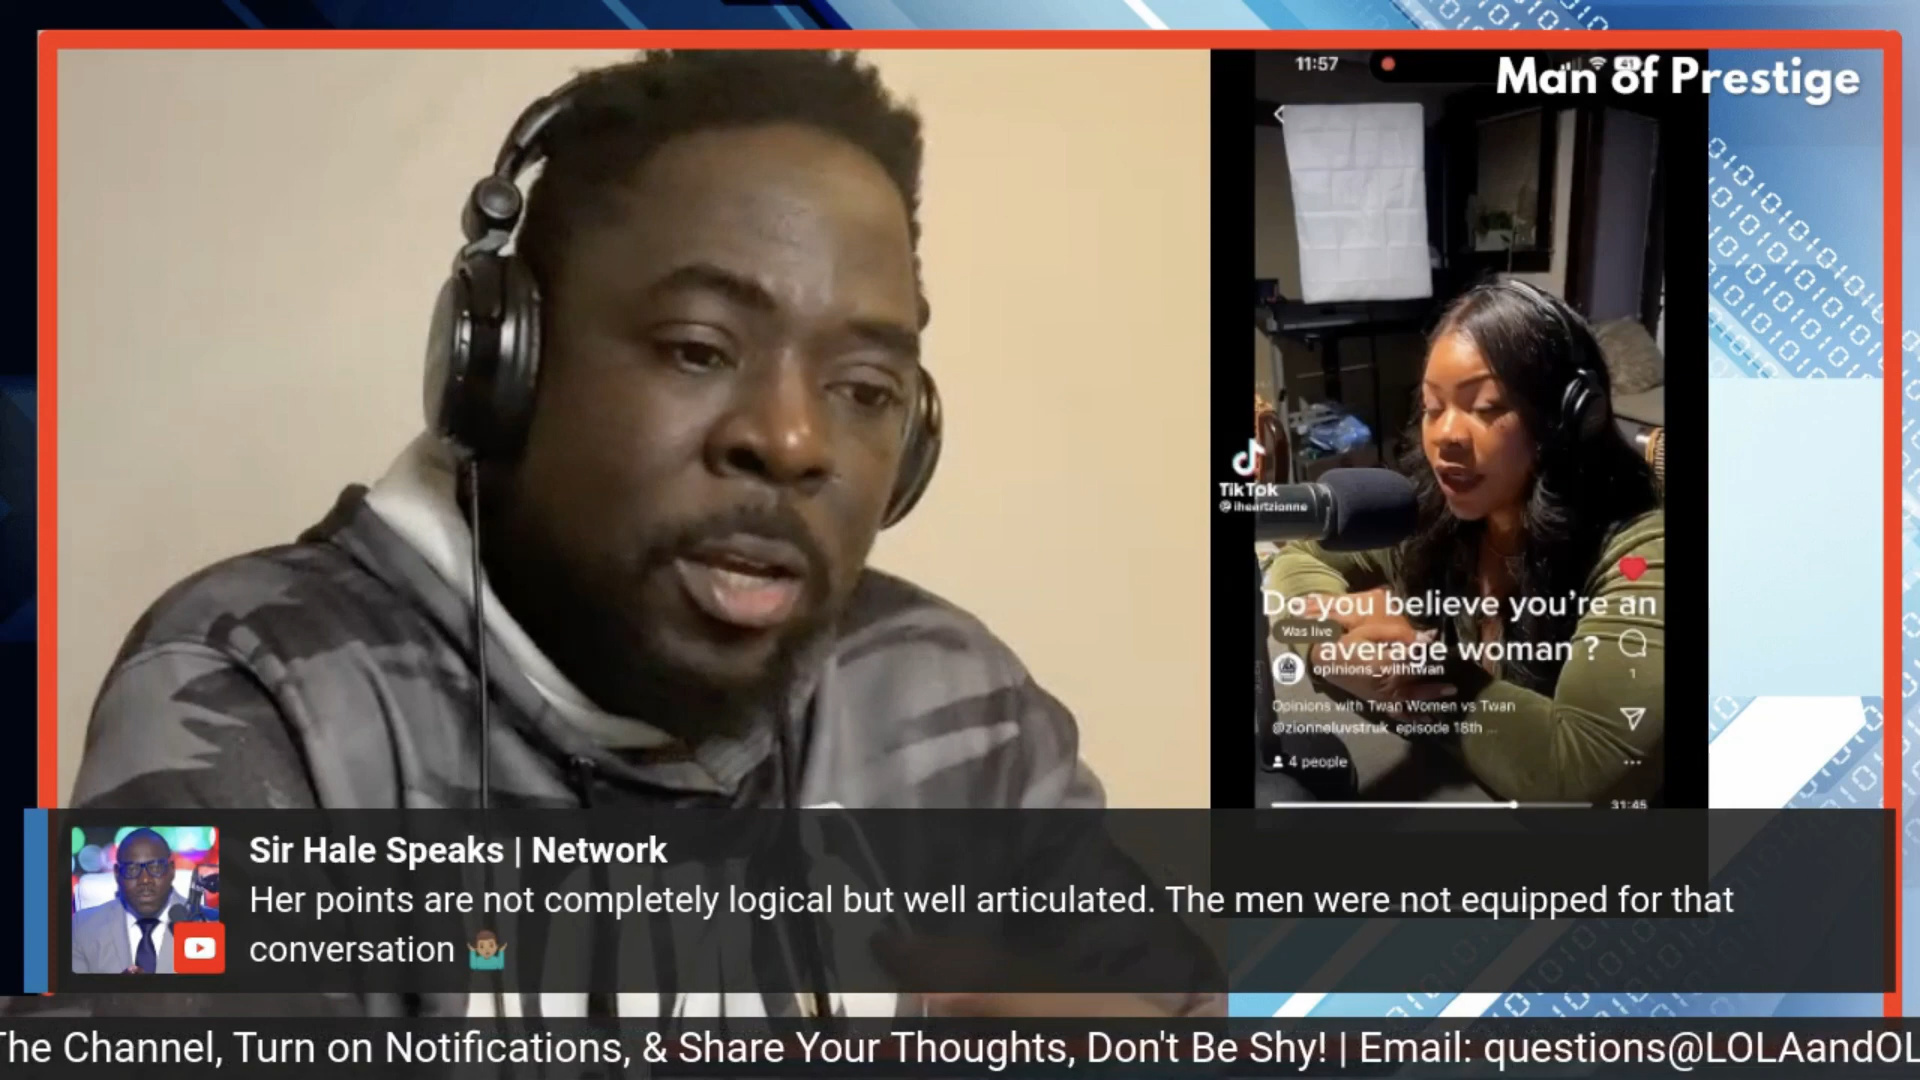 11:57
41
Man of Prestige
TikTok
@iheartzionne
Do you believe you're an
Was live
average woman ?
opinions_withtwan
1
Opinions with Twan Women vs Twan
@zionneluvstruk episode 18th ...
4 people
31:45
Sir Hale Speaks | Network
Her points are not completely logical but well articulated. The men were not equipped for that
conversation 🤷🏽‍♂️
The Channel, Turn on Notifications, & Share Your Thoughts, Don't Be Shy! | Email: questions@LOLAandOL